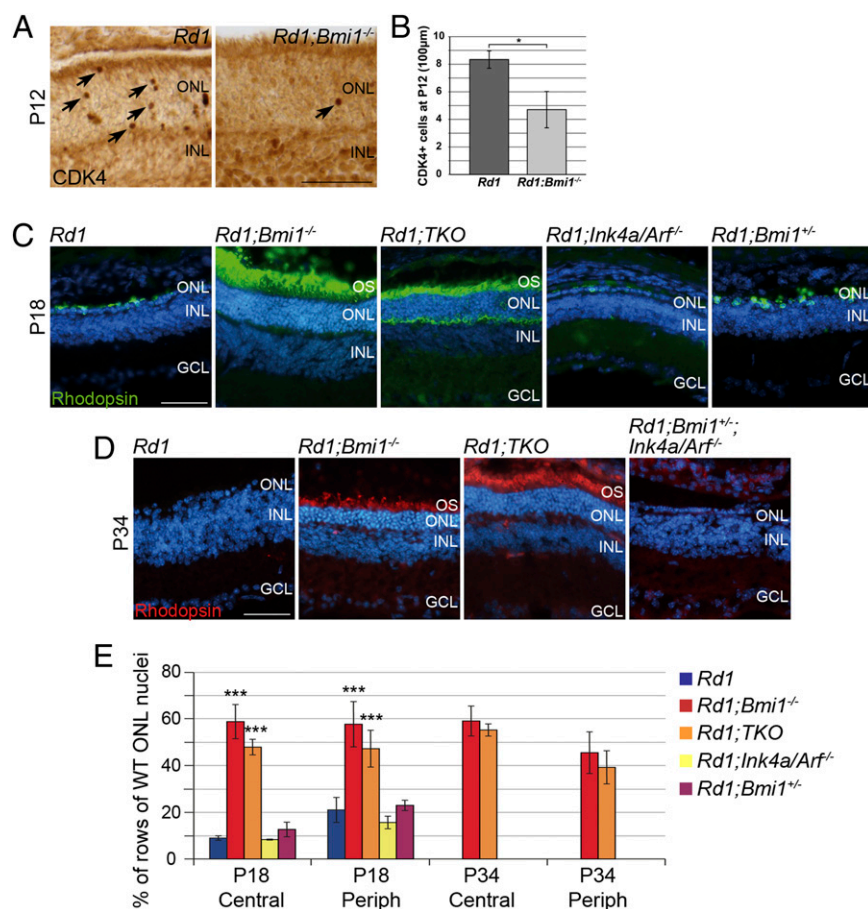 A
Rd1
Rd1;Bmi1-/-
P12
ONL
INL
CDK4
ONL
INL
B
CDK4+ cells at P12 (100µm)
10
8
6
4
2
0
*
Rd1
Rd1:Bmi1-/-
C
Rd1
Rd1;Bmi1-/-
Rd1;TKO
Rd1;Ink4a/Arf-/-
Rd1;Bmi1+/-
P18
ONL
INL
GCL
Rhodopsin
OS
ONL
INL
OS
ONL
INL
GCL
ONL
INL
GCL
ONL
INL
GCL
D
Rd1
Rd1;Bmi1-/-
Rd1;TKO
Rd1;Bmi1+/-;
Ink4a/Arf-/-
P34
ONL
INL
GCL
Rhodopsin
OS
ONL
INL
GCL
OS
ONL
INL
GCL
ONL
INL
GCL
E
% of rows of WT ONL nuclei
80
60
40
20
0
***
***
***
***
P18
Central
P18
Periph
P34
Central
P34
Periph
Rd1
Rd1;Bmi1-/-
Rd1;TKO
Rd1;Ink4a/Arf-/-
Rd1;Bmi1+/-